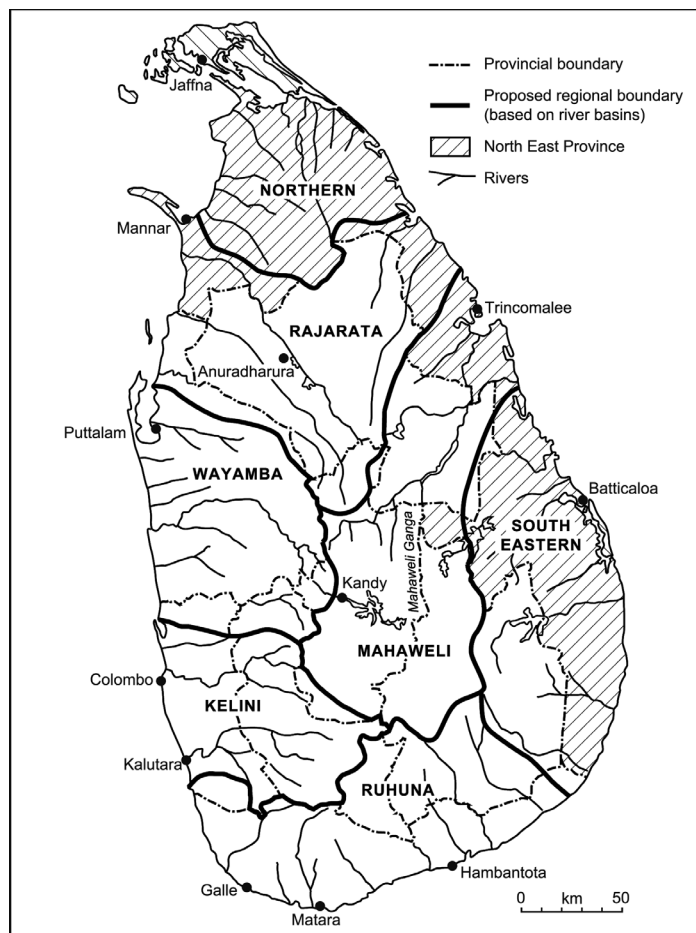 Provincial boundary
Proposed regional boundary
(based on river basins)
North East Province
Rivers
Jaffna
NORTHERN
Mannar
Trincomalee
RAJARATA
Anuradharura
Puttalam
WAYAMBA
Batticaloa
SOUTH
EASTERN
Mahaweli Ganga
Kandy
MAHAWELI
Colombo
KELINI
Kalutara
RUHUNA
Hambantota
Galle
Matara
0 km 50